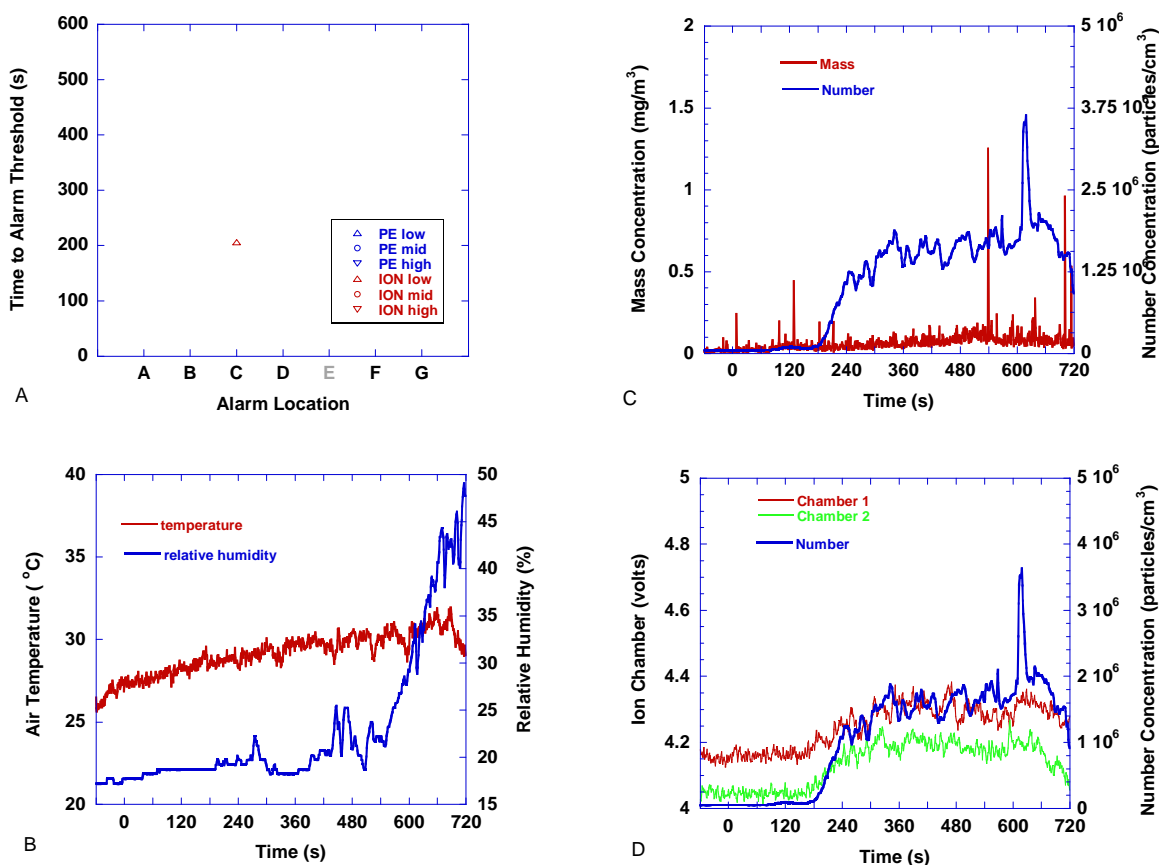 600
500
400
300
200
100
0
Time to Alarm Threshold (s)
PE low
PE mid
PE high
ION low
ION mid
ION high
A B C D E F G
Alarm Location
A
2
1.5
1
0.5
0
Mass Concentration (mg/m3)
Mass
Number
5 10^6
3.75 10^6
2.5 10^6
1.25 10^6
0
Number Concentration (particles/cm3)
0 120 240 360 480 600 720
Time (s)
C
40
35
30
25
20
Air Temperature ( °C)
temperature
relative humidity
50
45
40
35
30
25
20
15
Relative Humidity (%)
0 120 240 360 480 600 720
Time (s)
B
5
4.8
4.6
4.4
4.2
4
Ion Chamber (volts)
Chamber 1
Chamber 2
Number
5 10^6
4 10^6
3 10^6
2 10^6
1 10^6
0
Number Concentration (particles/cm3)
0 120 240 360 480 600 720
Time (s)
D